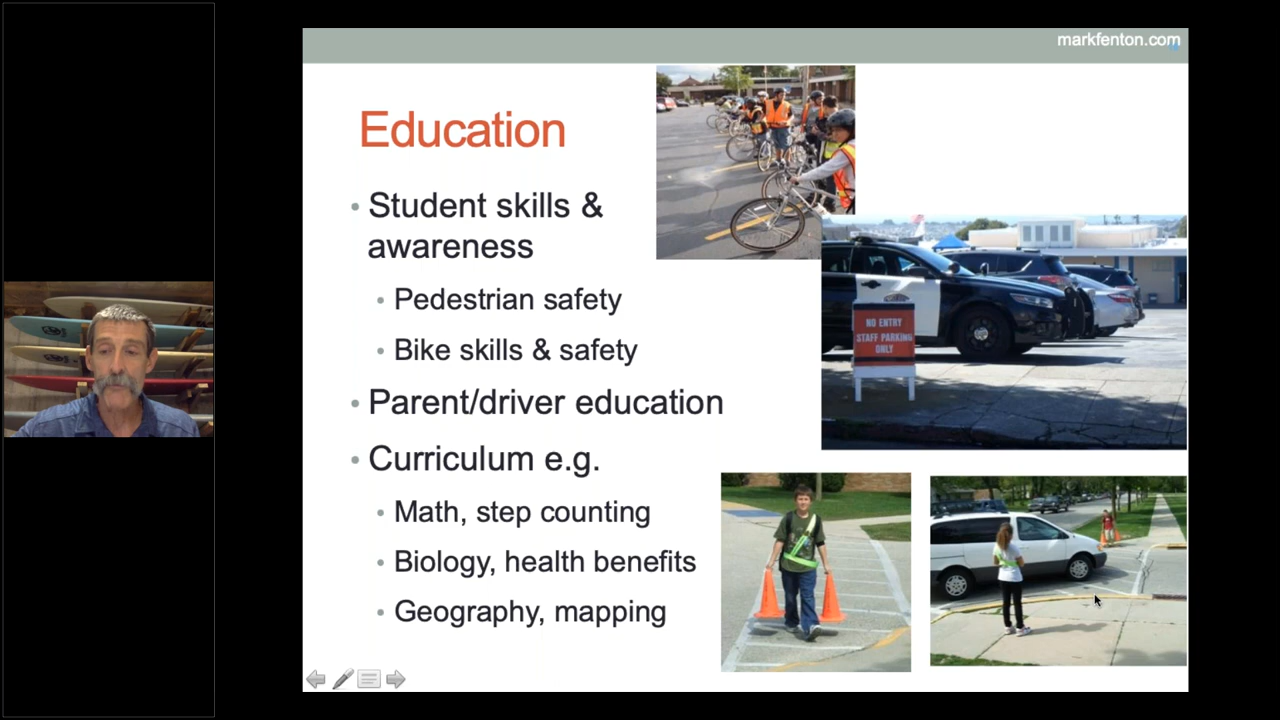 markfenton.com
Education
• Student skills &
awareness
• Pedestrian safety
• Bike skills & safety
• Parent/driver education
• Curriculum e.g.
• Math, step counting
• Biology, health benefits
• Geography, mapping
NO ENTRY
STAFF PARKING
ONLY